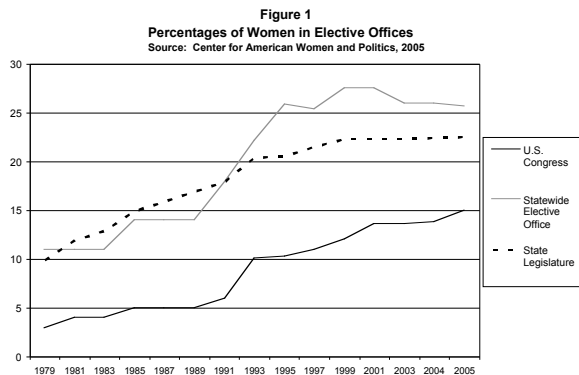 Figure 1
Percentages of Women in Elective Offices
Source: Center for American Women and Politics, 2005
30
25
20
15
10
5
0
1979 1981 1983 1985 1987 1989 1991 1993 1995 1997 1999 2001 2003 2004 2005
U.S.
Congress
Statewide
Elective
Office
State
Legislature